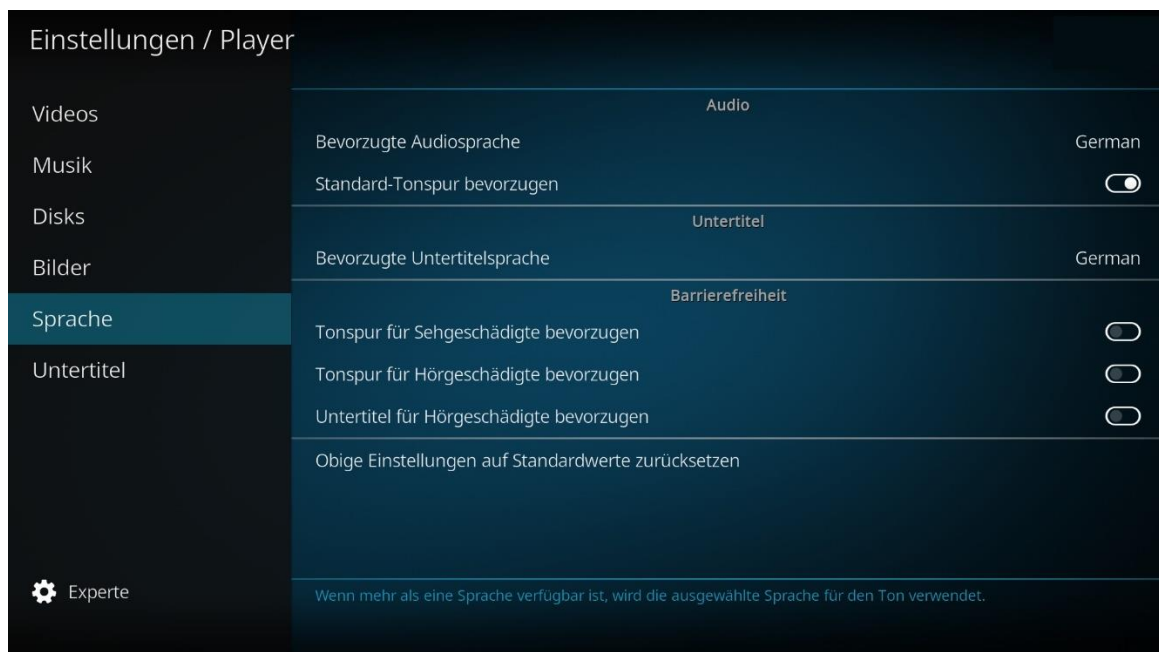 Einstellungen / Player
Videos
Musik
Disks
Bilder
Sprache
Untertitel
Experte
Audio
Bevorzugte Audiosprache German
Standard-Tonspur bevorzugen
Untertitel
Bevorzugte Untertitelsprache German
Barrierefreiheit
Tonspur für Sehgeschädigte bevorzugen
Tonspur für Hörgeschädigte bevorzugen
Untertitel für Hörgeschädigte bevorzugen
Obige Einstellungen auf Standardwerte zurücksetzen
Wenn mehr als eine Sprache verfügbar ist, wird die ausgewählte Sprache für den Ton verwendet.